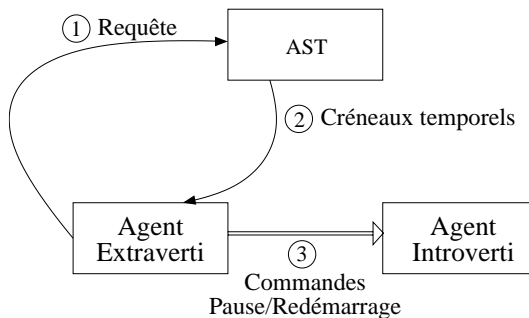 1 Requête
AST
2 Créneaux temporels
Agent
Extraverti
Agent
Introverti
3
Commandes
Pause/Redémarrage